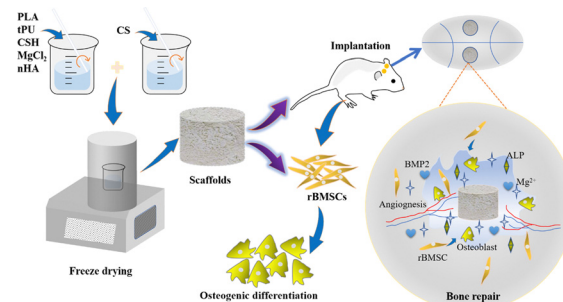 PLA
tPU
CSH
MgCl₂
nHA
CS
Implantation
Scaffolds
rBMSCs
Freeze drying
Osteogenic differentiation
BMP2
ALP
Mg²⁺
Angiognesis
Osteoblast
rBMSC
Bone repair